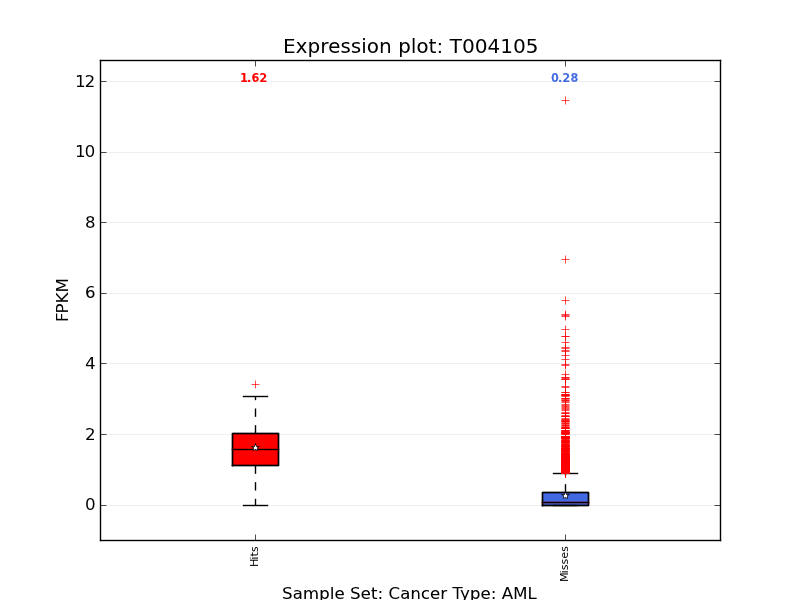 Expression plot: T004105
1.62
0.28
12
10
8
6
4
2
0
FPKM
Hits
Misses
Sample Set: Cancer Type: AML